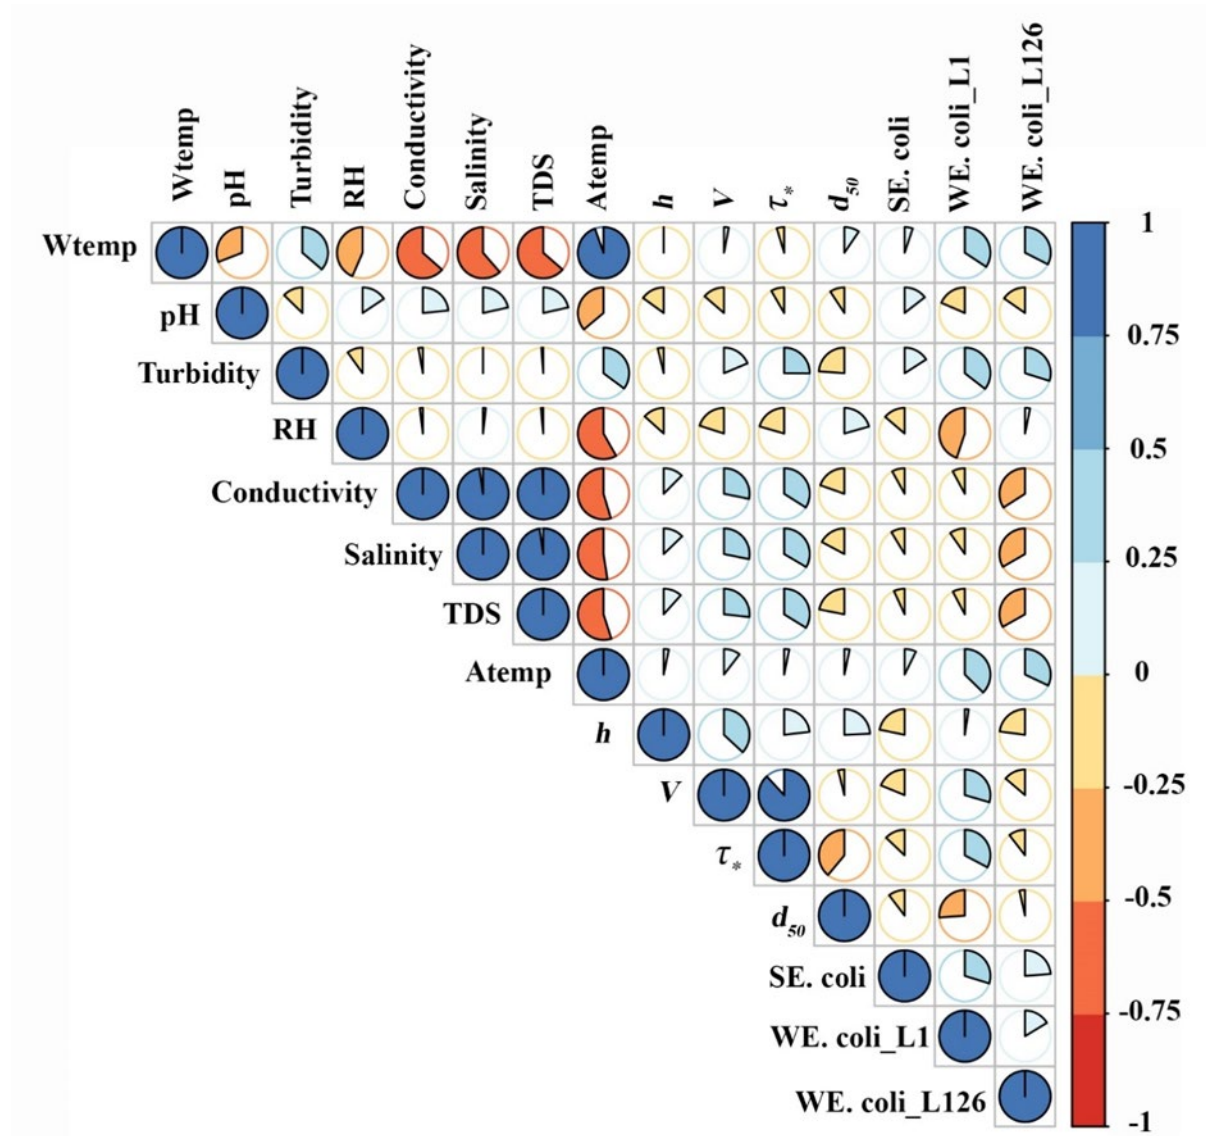 Wtemp
pH
Turbidity
RH
Conductivity
Salinity
TDS
Atemp
h
V
τ*
d50
SE. coli
WE. coli_L1
WE. coli_L126
Wtemp
pH
Turbidity
RH
Conductivity
Salinity
TDS
Atemp
h
V
τ*
d50
SE. coli
WE. coli_L1
WE. coli_L126
1
0.75
0.5
0.25
0
-0.25
-0.5
-0.75
-1